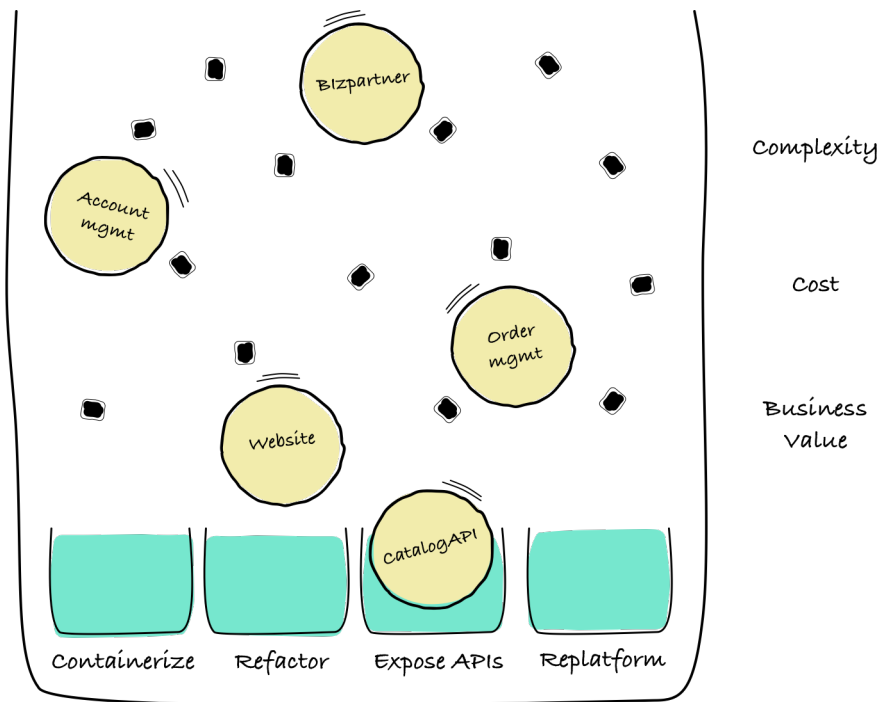 BIzpartner
Complexity
Account
mgmt
Cost
Order
mgmt
Business
Value
Website
CatalogAPI
Containerize
Refactor
Expose APIs
Replatform